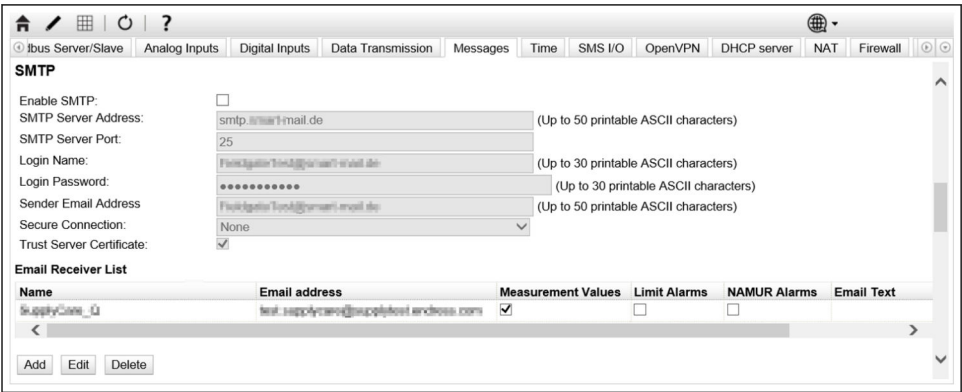 ?
tbus Server/Slave Analog Inputs Digital Inputs Data Transmission Messages Time SMS I/O OpenVPN DHCP server NAT Firewall
SMTP
Enable SMTP:
SMTP Server Address: smtp. -mail.de (Up to 50 printable ASCII characters)
SMTP Server Port: 25
Login Name: (Up to 30 printable ASCII characters)
Login Password: ●●●●●●●●●●● (Up to 30 printable ASCII characters)
Sender Email Address (Up to 50 printable ASCII characters)
Secure Connection: None
Trust Server Certificate:
Email Receiver List
Name Email address Measurement Values Limit Alarms NAMUR Alarms Email Text
Add Edit Delete